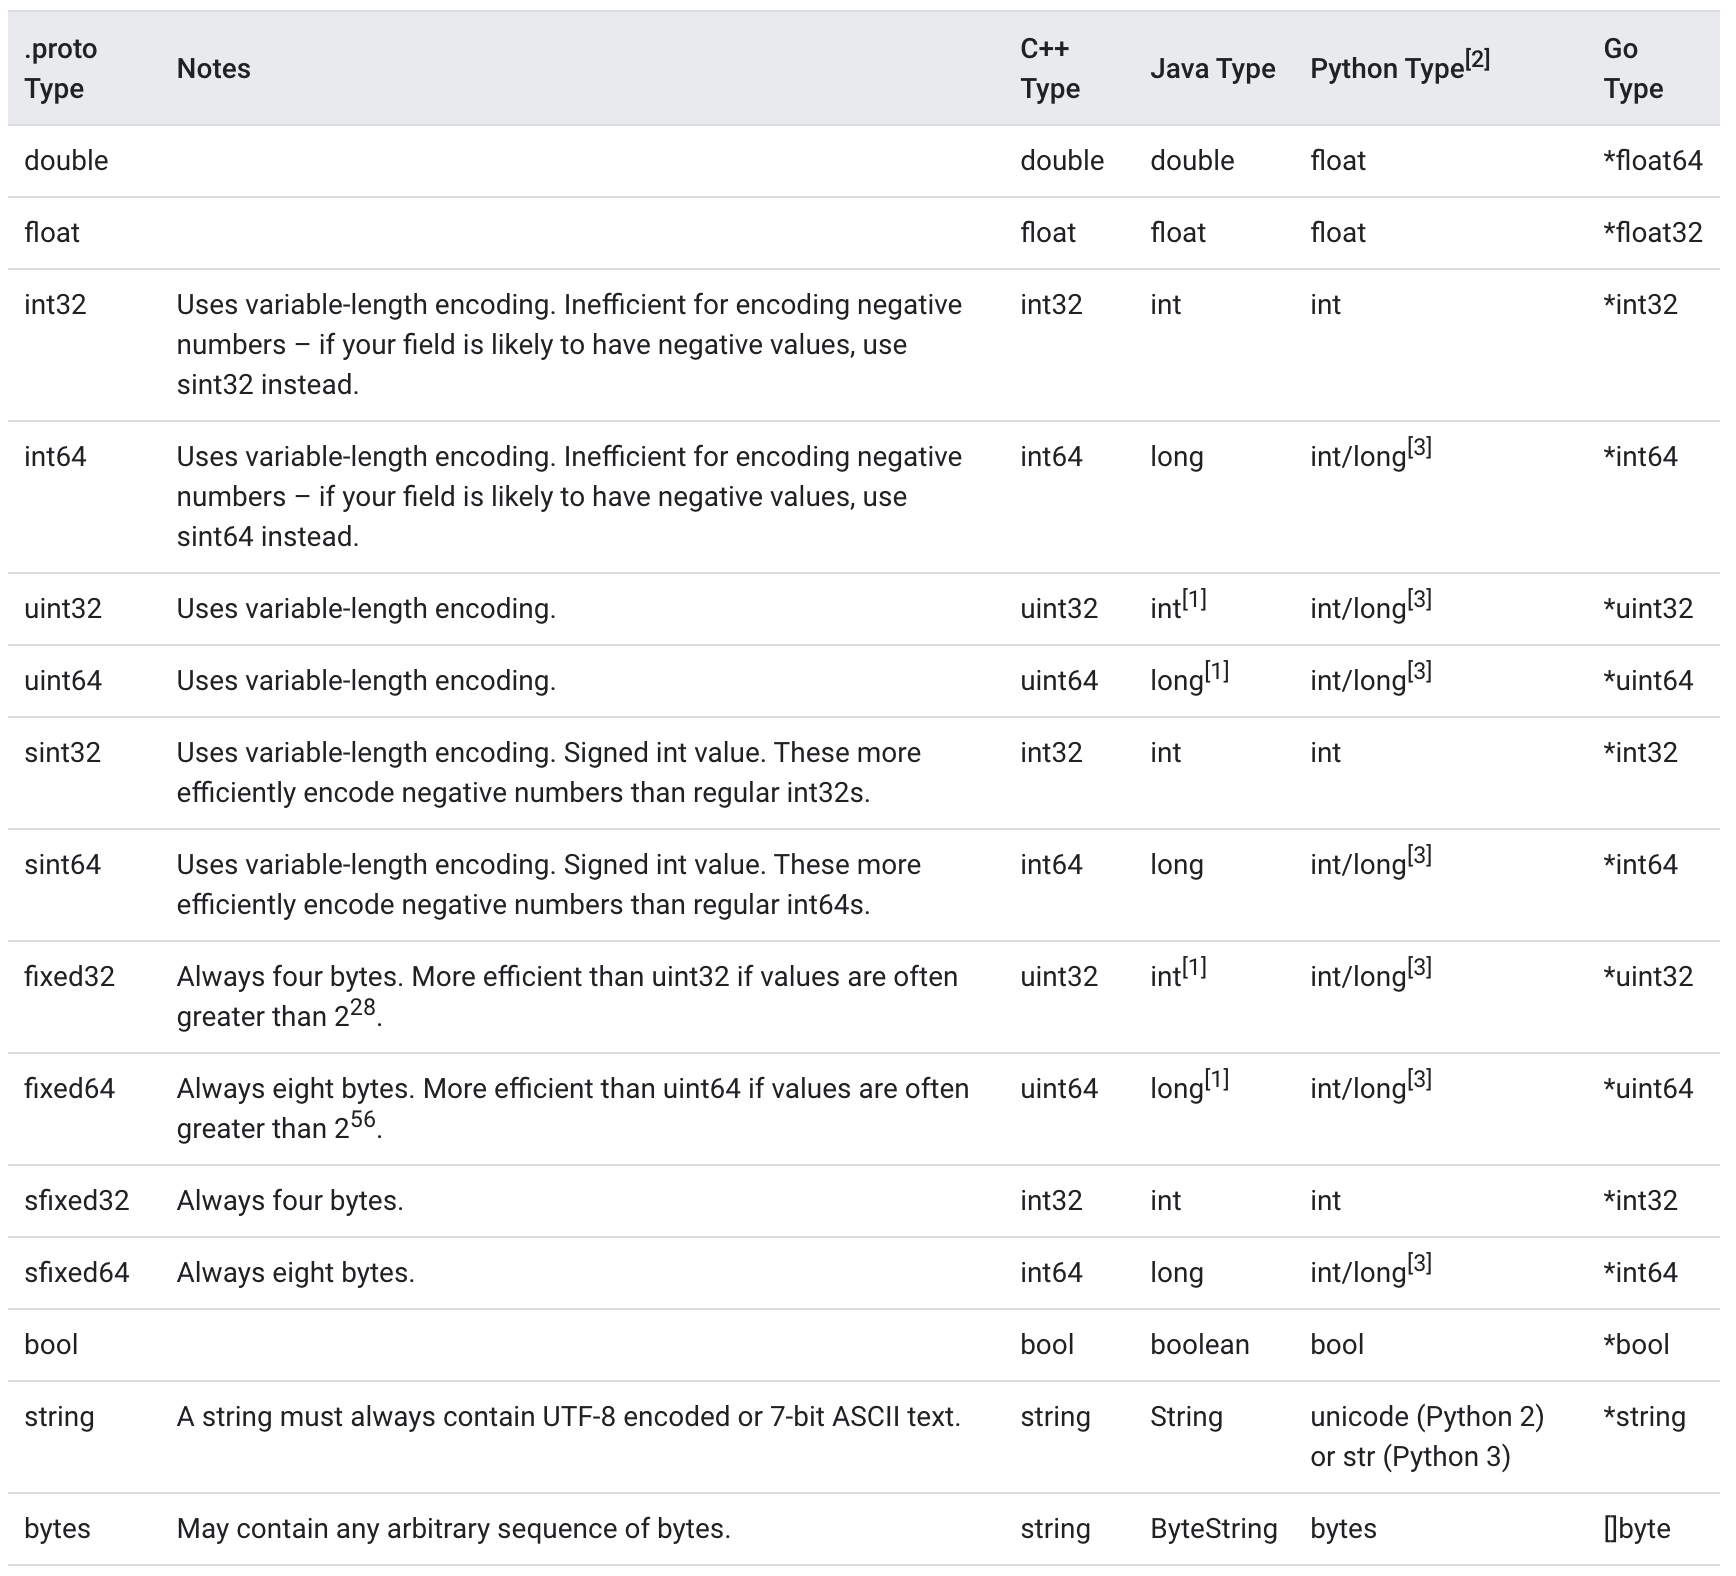 .proto Type Notes C++ Type Java Type Python Type[2] Go Type
double double double float *float64
float float float float *float32
int32 Uses variable-length encoding. Inefficient for encoding negative int32 int int *int32
numbers – if your field is likely to have negative values, use
sint32 instead.
int64 Uses variable-length encoding. Inefficient for encoding negative int64 long int/long[3] *int64
numbers – if your field is likely to have negative values, use
sint64 instead.
uint32 Uses variable-length encoding. uint32 int[1] int/long[3] *uint32
uint64 Uses variable-length encoding. uint64 long[1] int/long[3] *uint64
sint32 Uses variable-length encoding. Signed int value. These more int32 int int *int32
efficiently encode negative numbers than regular int32s.
sint64 Uses variable-length encoding. Signed int value. These more int64 long int/long[3] *int64
efficiently encode negative numbers than regular int64s.
fixed32 Always four bytes. More efficient than uint32 if values are often uint32 int[1] int/long[3] *uint32
greater than 2^28.
fixed64 Always eight bytes. More efficient than uint64 if values are often uint64 long[1] int/long[3] *uint64
greater than 2^56.
sfixed32 Always four bytes. int32 int int *int32
sfixed64 Always eight bytes. int64 long int/long[3] *int64
bool bool boolean bool *bool
string A string must always contain UTF-8 encoded or 7-bit ASCII text. string String unicode (Python 2) *string
or str (Python 3)
bytes May contain any arbitrary sequence of bytes. string ByteString bytes []byte